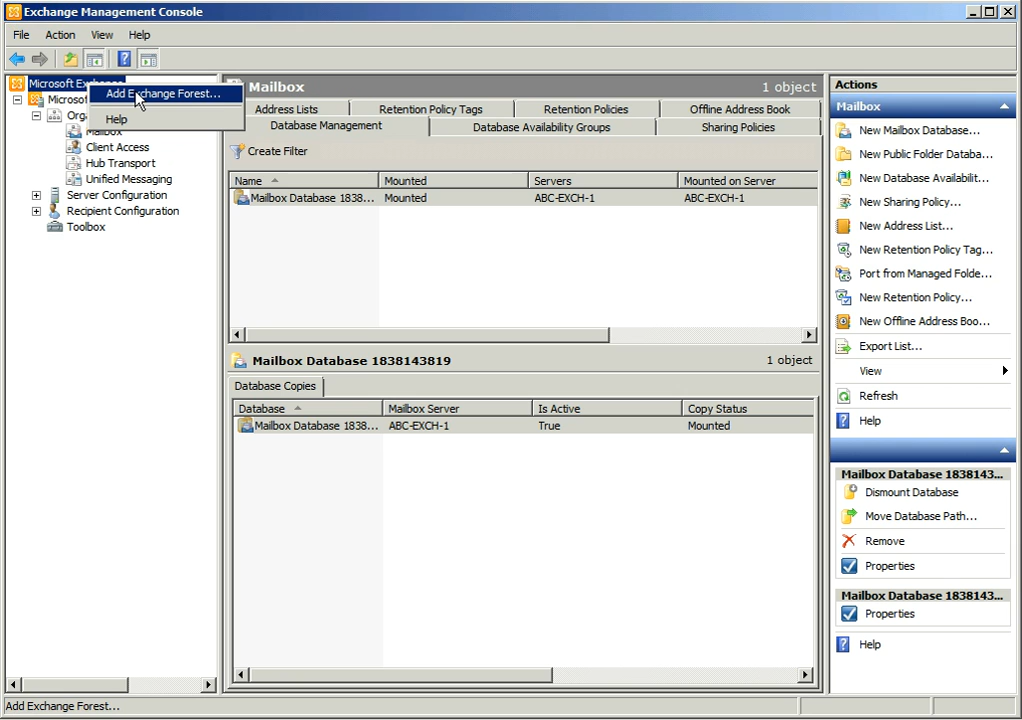 Exchange Management Console
File Action View Help
Microsoft Exchange
Add Exchange Forest...
Help
Microsof
Orga
Mailbox
Client Access
Hub Transport
Unified Messaging
Server Configuration
Recipient Configuration
Toolbox
Mailbox 1 object
Address Lists Retention Policy Tags Retention Policies Offline Address Book
Database Management Database Availability Groups Sharing Policies
Create Filter
Name Mounted Servers Mounted on Server
Mailbox Database 1838... Mounted ABC-EXCH-1 ABC-EXCH-1
Mailbox Database 1838143819 1 object
Database Copies
Database Mailbox Server Is Active Copy Status
Mailbox Database 1838... ABC-EXCH-1 True Mounted
Actions
Mailbox
New Mailbox Database...
New Public Folder Databa...
New Database Availabilit...
New Sharing Policy...
New Address List...
New Retention Policy Tag...
Port from Managed Folde...
New Retention Policy...
New Offline Address Boo...
Export List...
View
Refresh
Help
Mailbox Database 1838143...
Dismount Database
Move Database Path...
Remove
Properties
Mailbox Database 1838143...
Properties
Help
Add Exchange Forest...